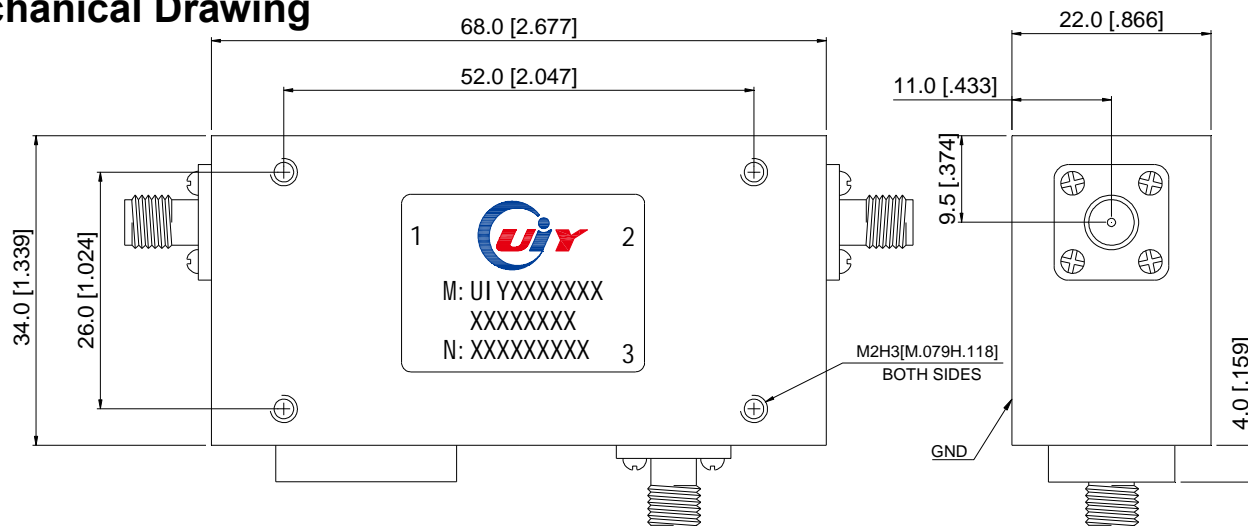 chanical Drawing
68.0 [2.677]
52.0 [2.047]
22.0 [.866]
11.0 [.433]
9.5 [.374]
34.0 [1.339]
26.0 [1.024]
1
UiY
2
M: UIYXXXXXXX
XXXXXXXX
N: XXXXXXXXX
3
M2H3[M.079H.118]
BOTH SIDES
GND
4.0 [.159]